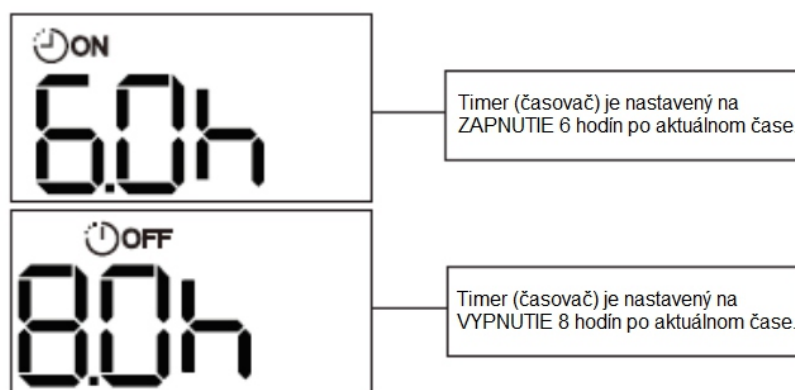 ON
6.0h
Timer (časovač) je nastavený na
ZAPNUTIE 6 hodín po aktuálnom čase.
OFF
8.0h
Timer (časovač) je nastavený na
VYPNUTIE 8 hodín po aktuálnom čase.